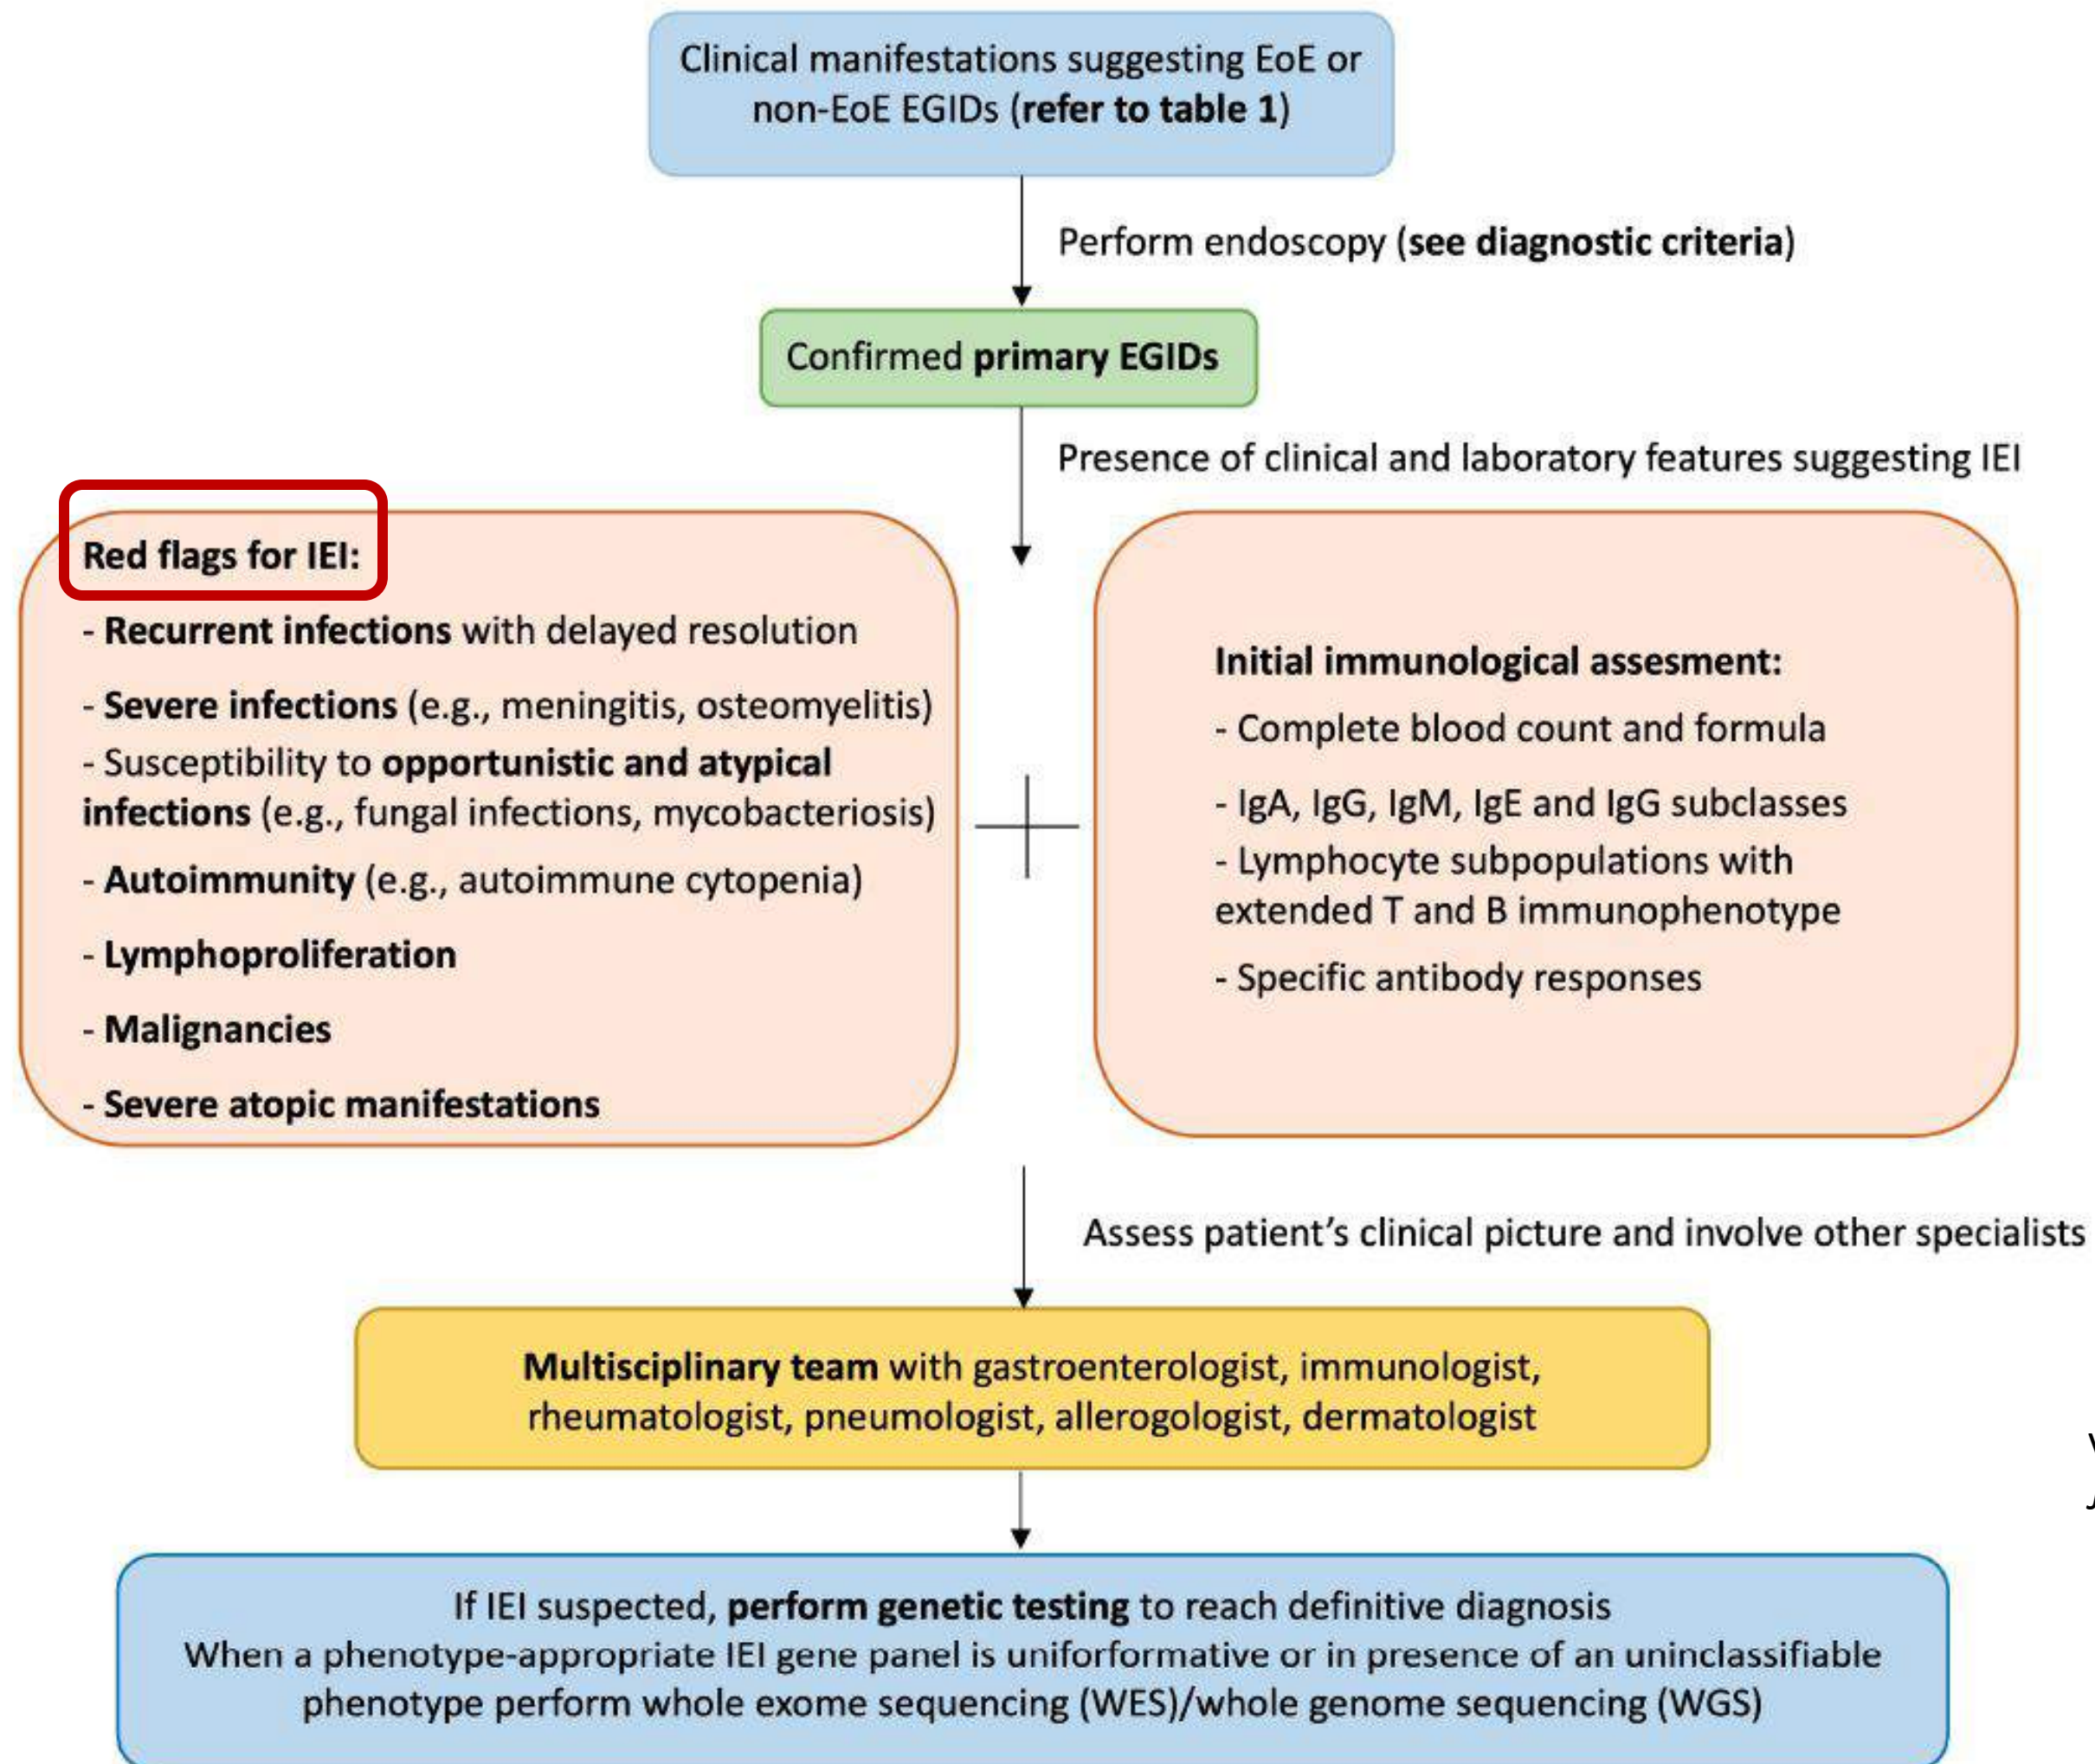 Clinical manifestations suggesting EoE or
non-EoE EGIDs (refer to table 1)
Perform endoscopy (see diagnostic criteria)
Confirmed primary EGIDs
Presence of clinical and laboratory features suggesting IEI
Red flags for IEI:
- Recurrent infections with delayed resolution
- Severe infections (e.g., meningitis, osteomyelitis)
- Susceptibility to opportunistic and atypical
infections (e.g., fungal infections, mycobacteriosis)
- Autoimmunity (e.g., autoimmune cytopenia)
- Lymphoproliferation
- Malignancies
- Severe atopic manifestations
Initial immunological assesment:
- Complete blood count and formula
- IgA, IgG, IgM, IgE and IgG subclasses
- Lymphocyte subpopulations with
extended T and B immunophenotype
- Specific antibody responses
Assess patient's clinical picture and involve other specialists
Multisciplinary team with gastroenterologist, immunologist,
rheumatologist, pneumologist, allerogologist, dermatologist
If IEI suspected, perform genetic testing to reach definitive diagnosis
When a phenotype-appropriate IEI gene panel is uniforformative or in presence of an uninclassifiable
phenotype perform whole exome sequencing (WES)/whole genome sequencing (WGS)